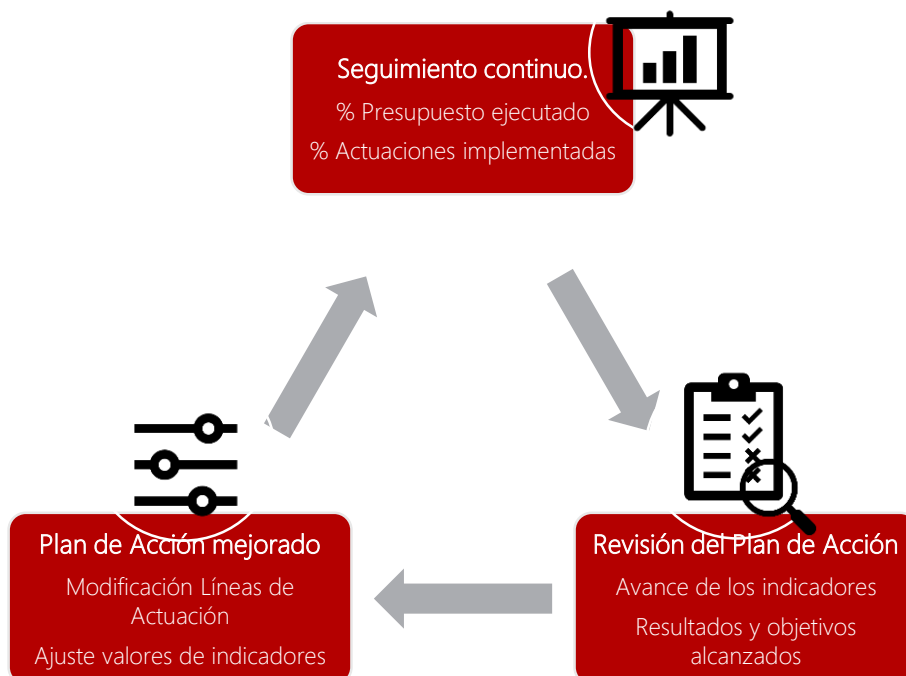 Seguimiento continuo.
% Presupuesto ejecutado
% Actuaciones implementadas
Plan de Acción mejorado
Modificación Líneas de
Actuación
Ajuste valores de indicadores
Revisión del Plan de Acción
Avance de los indicadores
Resultados y objetivos
alcanzados